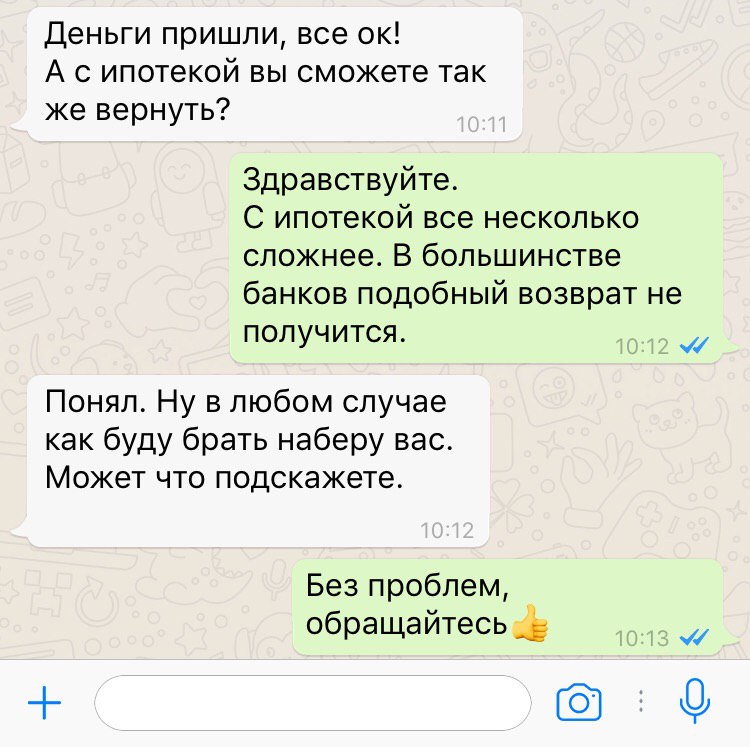 Деньги пришли, все ок!
А с ипотекой вы сможете так
же вернуть?
10:11
Здравствуйте.
С ипотекой все несколько
сложнее. В большинстве
банков подобный возврат не
получится.
10:12
Понял. Ну в любом случае
как буду брать наберу вас.
Может что подскажете.
10:12
Без проблем,
обращайтесь👍
10:13